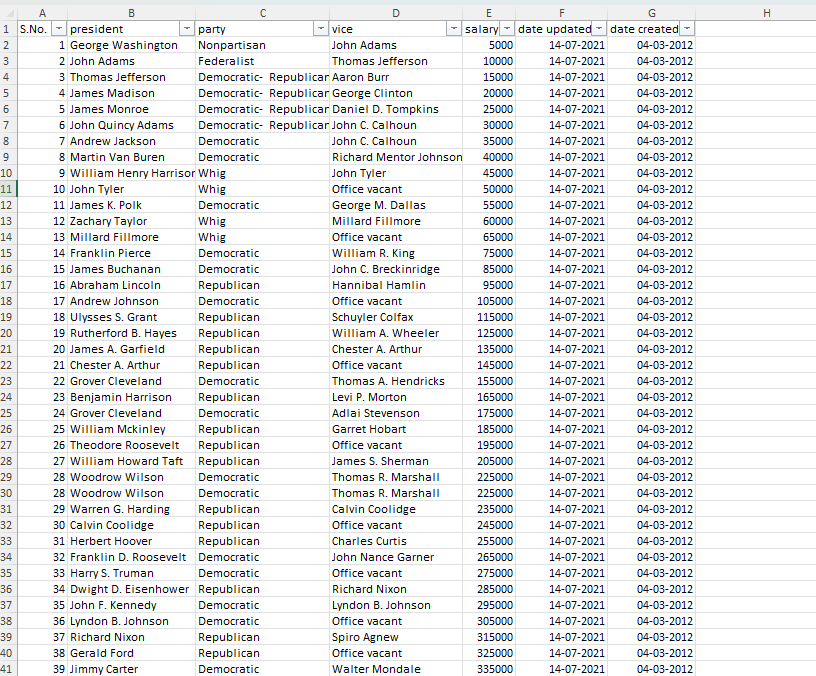 A B C D E F G H
1 S.No. president party vice salary date updated date created
2 1 George Washington Nonpartisan John Adams 5000 14-07-2021 04-03-2012
3 2 John Adams Federalist Thomas Jefferson 10000 14-07-2021 04-03-2012
4 3 Thomas Jefferson Democratic- Republican Aaron Burr 15000 14-07-2021 04-03-2012
5 4 James Madison Democratic- Republican George Clinton 20000 14-07-2021 04-03-2012
6 5 James Monroe Democratic- Republican Daniel D. Tompkins 25000 14-07-2021 04-03-2012
7 6 John Quincy Adams Democratic- Republican John C. Calhoun 30000 14-07-2021 04-03-2012
8 7 Andrew Jackson Democratic John C. Calhoun 35000 14-07-2021 04-03-2012
9 8 Martin Van Buren Democratic Richard Mentor Johnson 40000 14-07-2021 04-03-2012
10 9 William Henry Harrison Whig John Tyler 45000 14-07-2021 04-03-2012
11 10 John Tyler Whig Office vacant 50000 14-07-2021 04-03-2012
12 11 James K. Polk Democratic George M. Dallas 55000 14-07-2021 04-03-2012
13 12 Zachary Taylor Whig Millard Fillmore 60000 14-07-2021 04-03-2012
14 13 Millard Fillmore Whig Office vacant 65000 14-07-2021 04-03-2012
15 14 Franklin Pierce Democratic William R. King 75000 14-07-2021 04-03-2012
16 15 James Buchanan Democratic John C. Breckinridge 85000 14-07-2021 04-03-2012
17 16 Abraham Lincoln Republican Hannibal Hamlin 95000 14-07-2021 04-03-2012
18 17 Andrew Johnson Democratic Office vacant 105000 14-07-2021 04-03-2012
19 18 Ulysses S. Grant Republican Schuyler Colfax 115000 14-07-2021 04-03-2012
20 19 Rutherford B. Hayes Republican William A. Wheeler 125000 14-07-2021 04-03-2012
21 20 James A. Garfield Republican Chester A. Arthur 135000 14-07-2021 04-03-2012
22 21 Chester A. Arthur Republican Office vacant 145000 14-07-2021 04-03-2012
23 22 Grover Cleveland Democratic Thomas A. Hendricks 155000 14-07-2021 04-03-2012
24 23 Benjamin Harrison Republican Levi P. Morton 165000 14-07-2021 04-03-2012
25 24 Grover Cleveland Democratic Adlai Stevenson 175000 14-07-2021 04-03-2012
26 25 William Mckinley Republican Garret Hobart 185000 14-07-2021 04-03-2012
27 26 Theodore Roosevelt Republican Office vacant 195000 14-07-2021 04-03-2012
28 27 William Howard Taft Republican James S. Sherman 205000 14-07-2021 04-03-2012
29 28 Woodrow Wilson Democratic Thomas R. Marshall 225000 14-07-2021 04-03-2012
30 28 Woodrow Wilson Democratic Thomas R. Marshall 225000 14-07-2021 04-03-2012
31 29 Warren G. Harding Republican Calvin Coolidge 235000 14-07-2021 04-03-2012
32 30 Calvin Coolidge Republican Office vacant 245000 14-07-2021 04-03-2012
33 31 Herbert Hoover Republican Charles Curtis 255000 14-07-2021 04-03-2012
34 32 Franklin D. Roosevelt Democratic John Nance Garner 265000 14-07-2021 04-03-2012
35 33 Harry S. Truman Democratic Office vacant 275000 14-07-2021 04-03-2012
36 34 Dwight D. Eisenhower Republican Richard Nixon 285000 14-07-2021 04-03-2012
37 35 John F. Kennedy Democratic Lyndon B. Johnson 295000 14-07-2021 04-03-2012
38 36 Lyndon B. Johnson Democratic Office vacant 305000 14-07-2021 04-03-2012
39 37 Richard Nixon Republican Spiro Agnew 315000 14-07-2021 04-03-2012
40 38 Gerald Ford Republican Office vacant 325000 14-07-2021 04-03-2012
41 39 Jimmy Carter Democratic Walter Mondale 335000 14-07-2021 04-03-2012